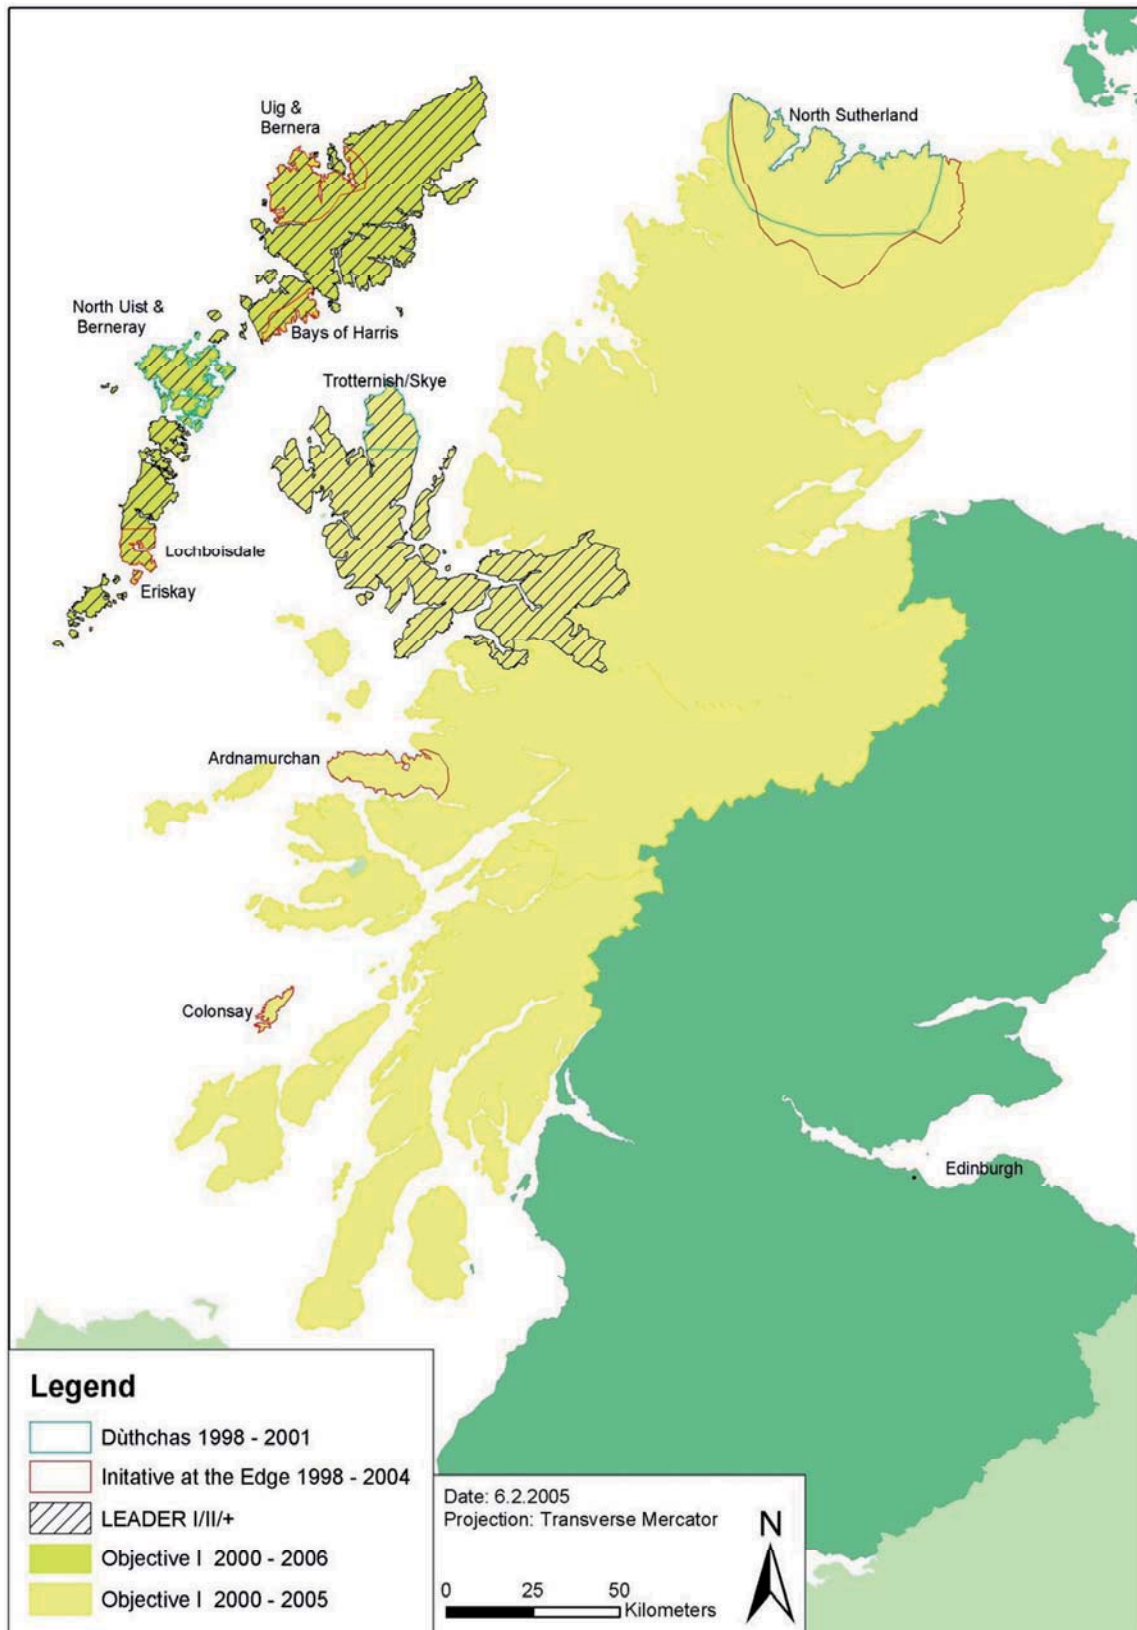 Uig &
Bernera
North Sutherland
North Uist &
Berneray
Bays of Harris
Trotternish/Skye
Lochboisdale
Eriskay
Ardnamurchan
Colonsay
Edinburgh
Legend
Dùthchas 1998 - 2001
Initative at the Edge 1998 - 2004
LEADER I/II/+
Objective I 2000 - 2006
Objective I 2000 - 2005
Date: 6.2.2005
Projection: Transverse Mercator
N
0 25 50
Kilometers